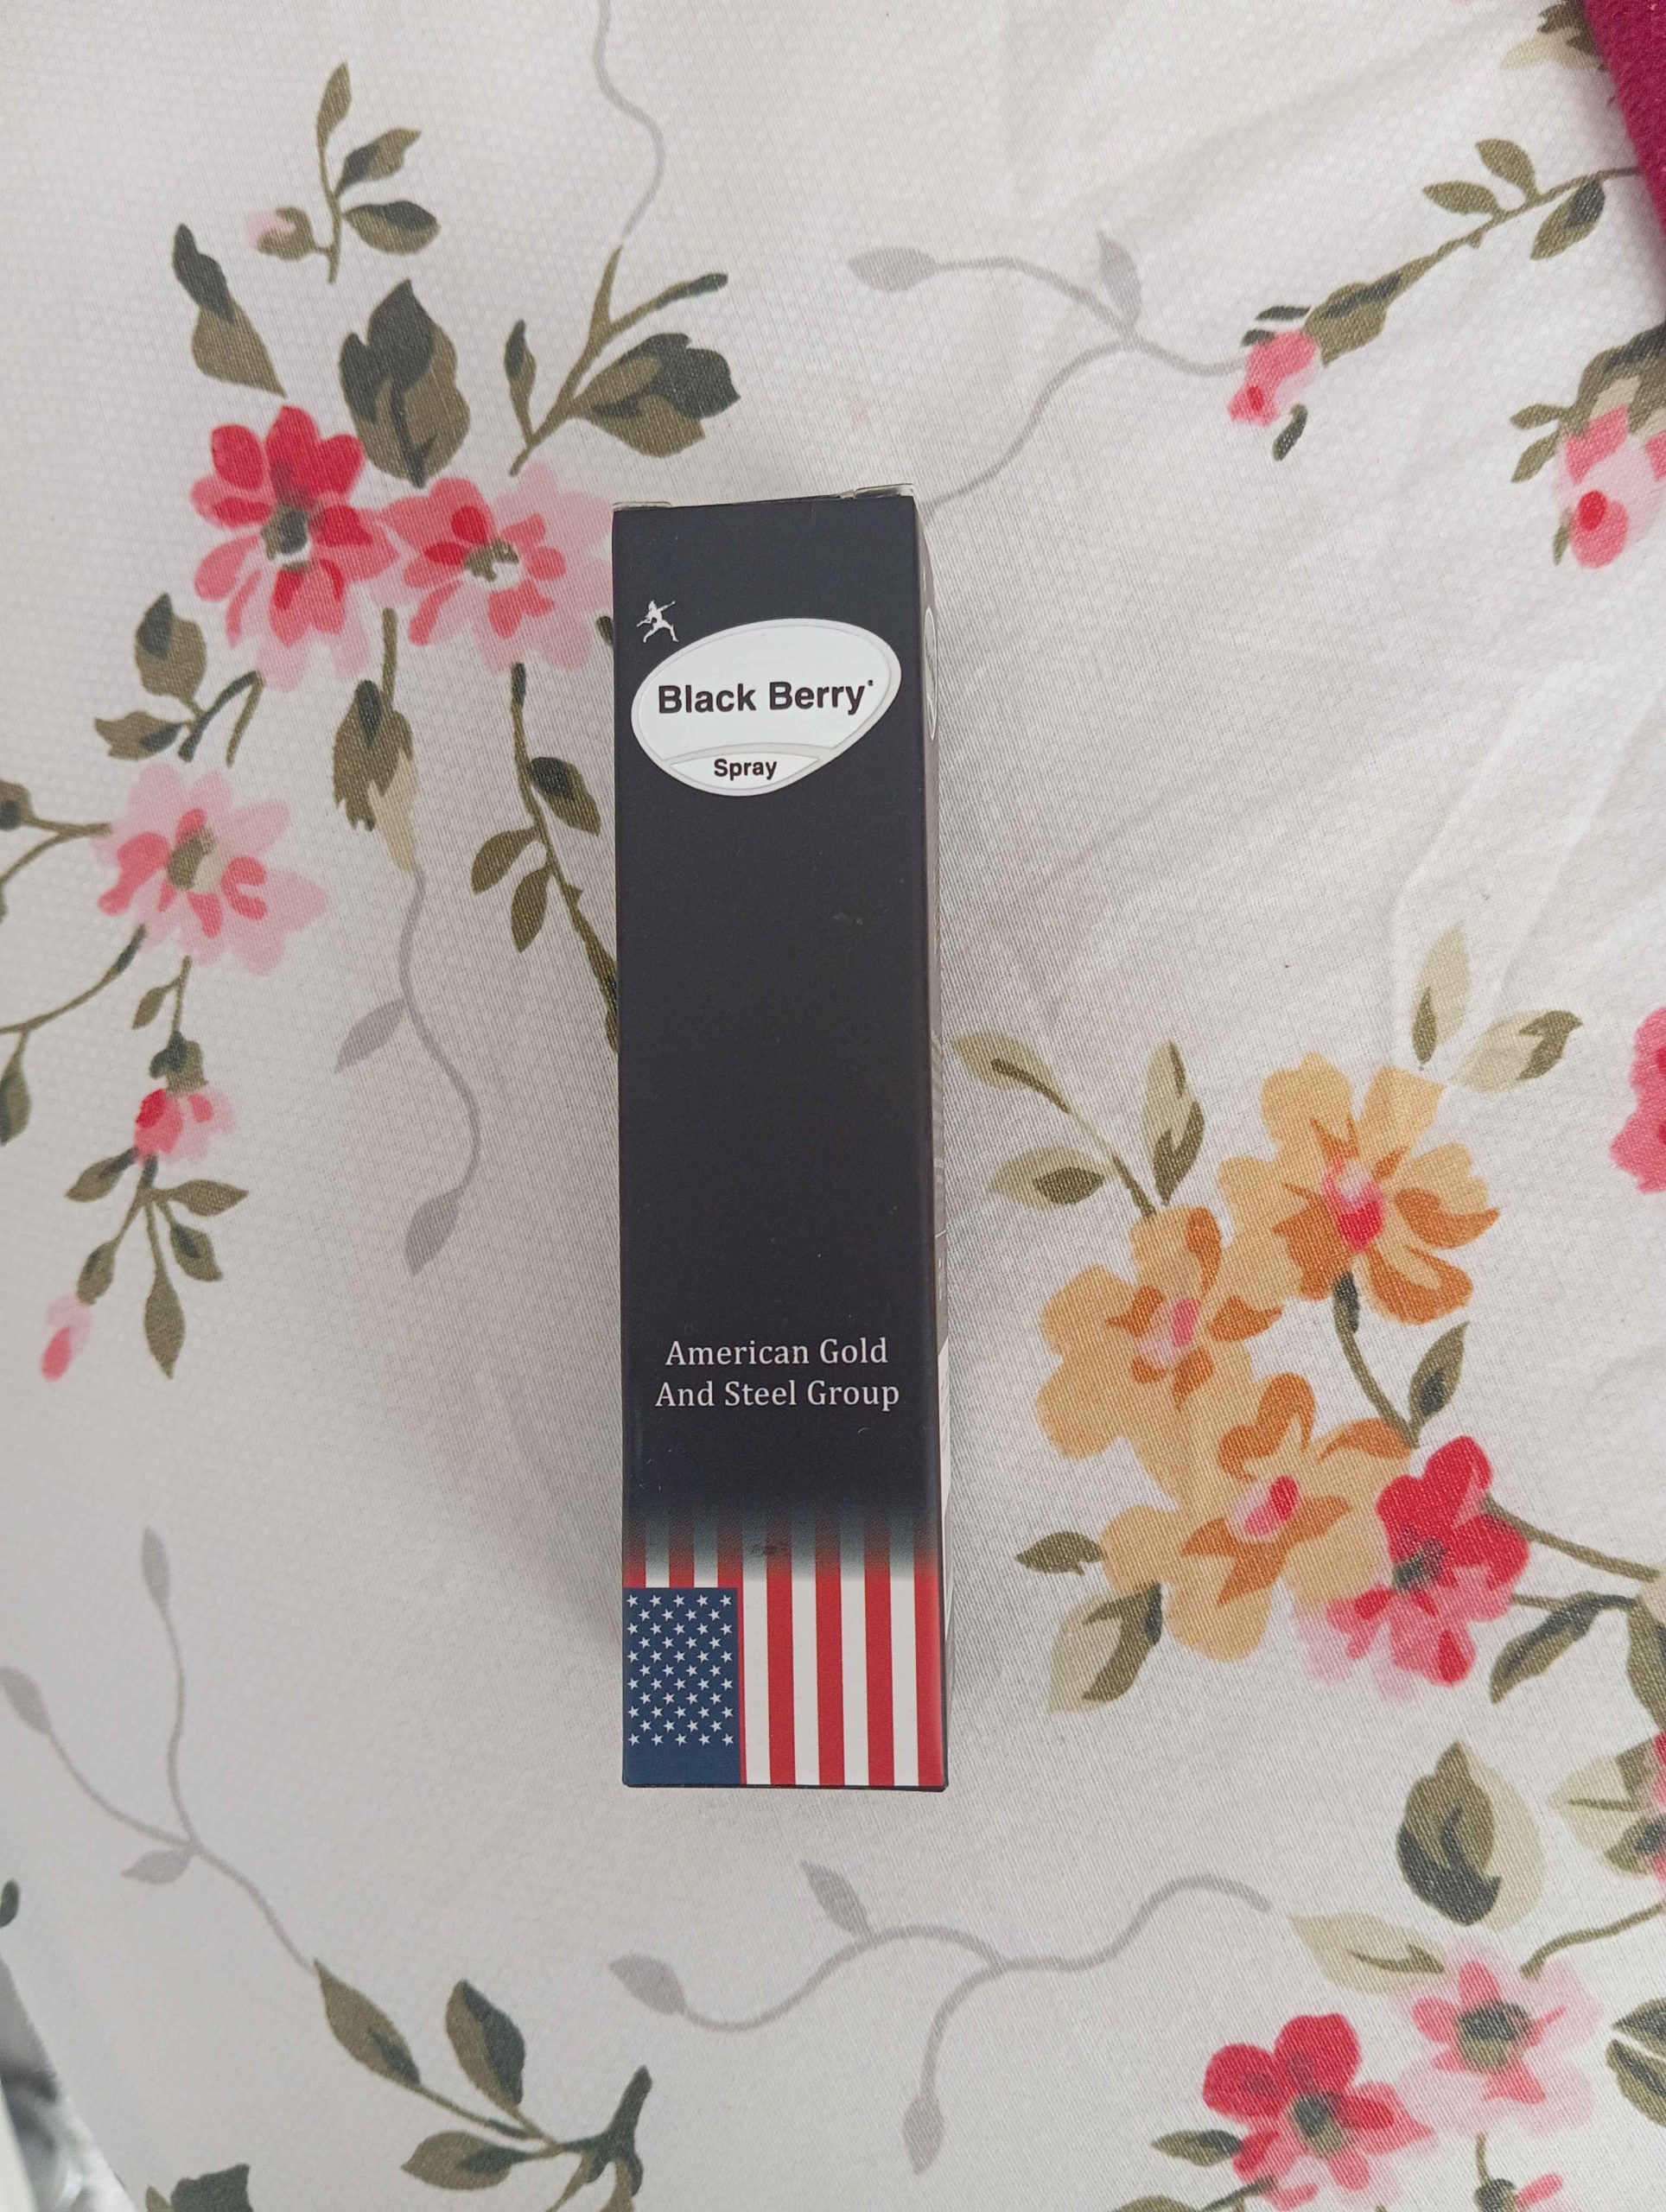 Black Berry
Spray
American Gold
And Steel Group